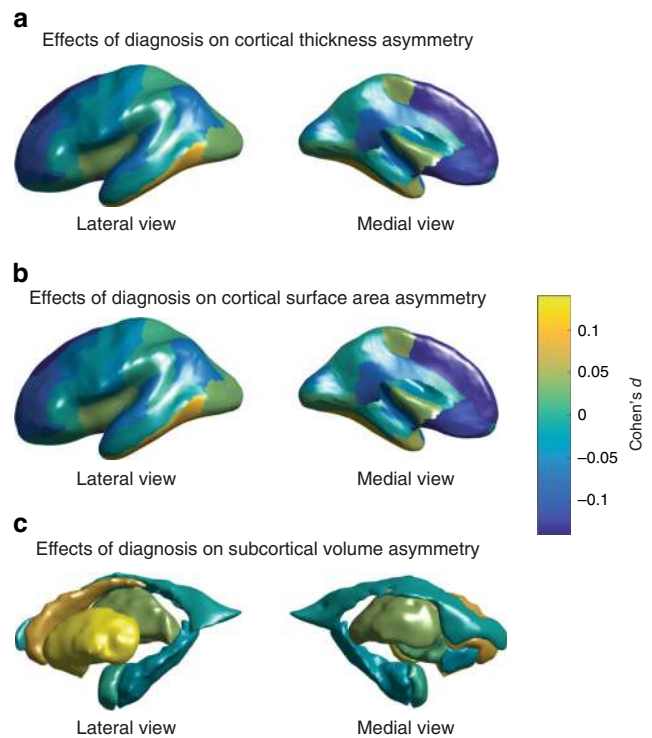 a
Effects of diagnosis on cortical thickness asymmetry
Lateral view
Medial view
b
Effects of diagnosis on cortical surface area asymmetry
Lateral view
Medial view
0.1
0.05
0
−0.05
−0.1
Cohen's d
c
Effects of diagnosis on subcortical volume asymmetry
Lateral view
Medial view